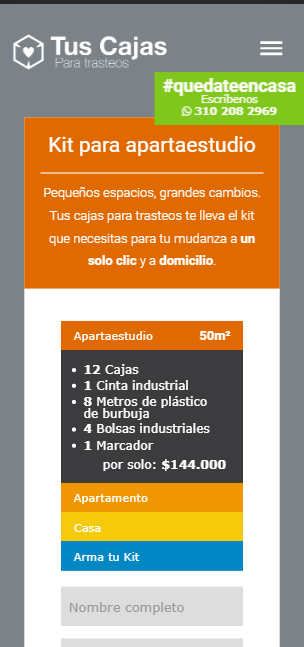 Tus Cajas
Para trasteos
#quedateencasa
Escríbenos
310 208 2969
Kit para apartaestudio
Pequeños espacios, grandes cambios.
Tus cajas para trasteos te lleva el kit
que necesitas para tu mudanza a un
solo clic y a domicilio.
Apartaestudio 50m²
• 12 Cajas
• 1 Cinta industrial
• 8 Metros de plástico
de burbuja
• 4 Bolsas industriales
• 1 Marcador
por solo: $144.000
Apartamento
Casa
Arma tu Kit
Nombre completo